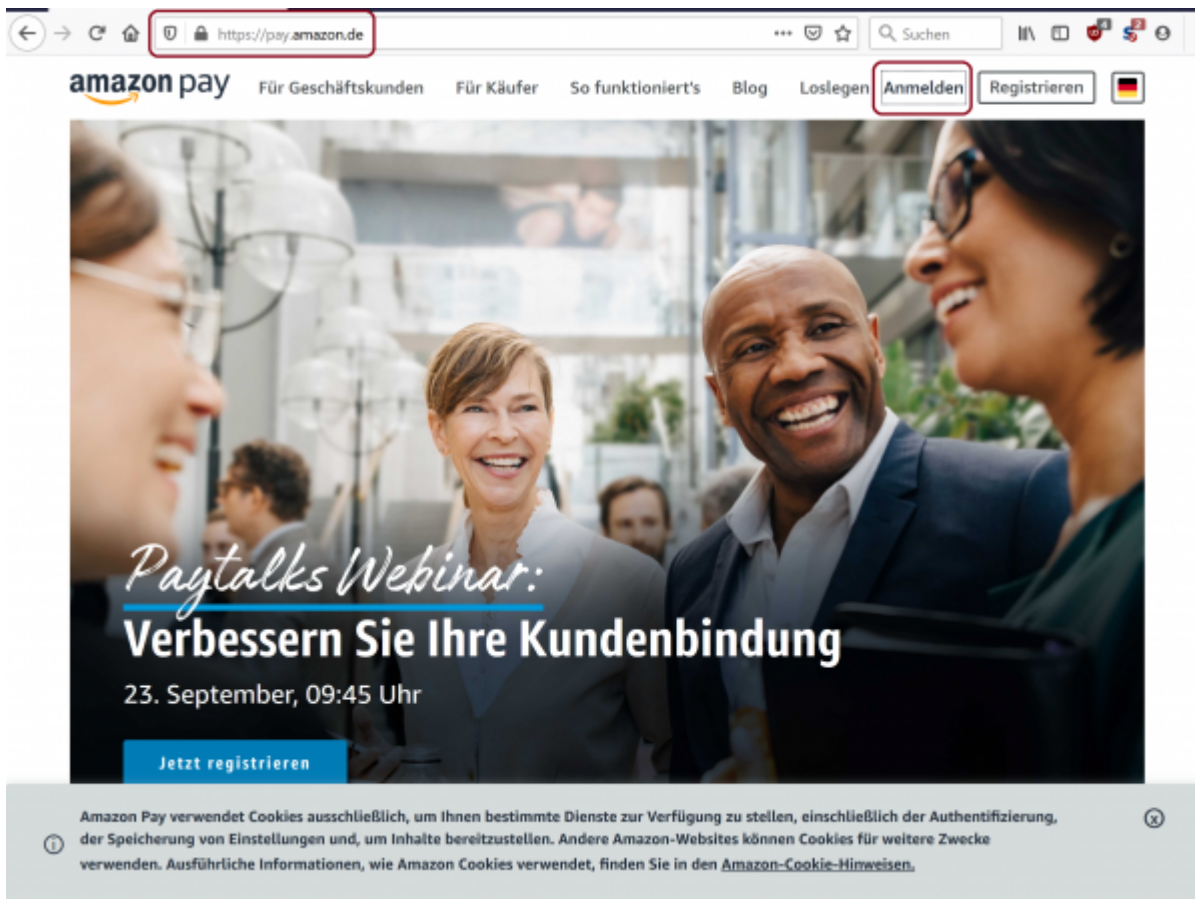 https://pay.amazon.de
Suchen
4
2
amazon pay
Für Geschäftskunden
Für Käufer
So funktioniert's
Blog
Loslegen
Anmelden
Registrieren
Paytalks Webinar:
Verbessern Sie Ihre Kundenbindung
23. September, 09:45 Uhr
Jetzt registrieren
Amazon Pay verwendet Cookies ausschließlich, um Ihnen bestimmte Dienste zur Verfügung zu stellen, einschließlich der Authentifizierung,
der Speicherung von Einstellungen und, um Inhalte bereitzustellen. Andere Amazon-Websites können Cookies für weitere Zwecke
verwenden. Ausführliche Informationen, wie Amazon Cookies verwendet, finden Sie in den Amazon-Cookie-Hinweisen.